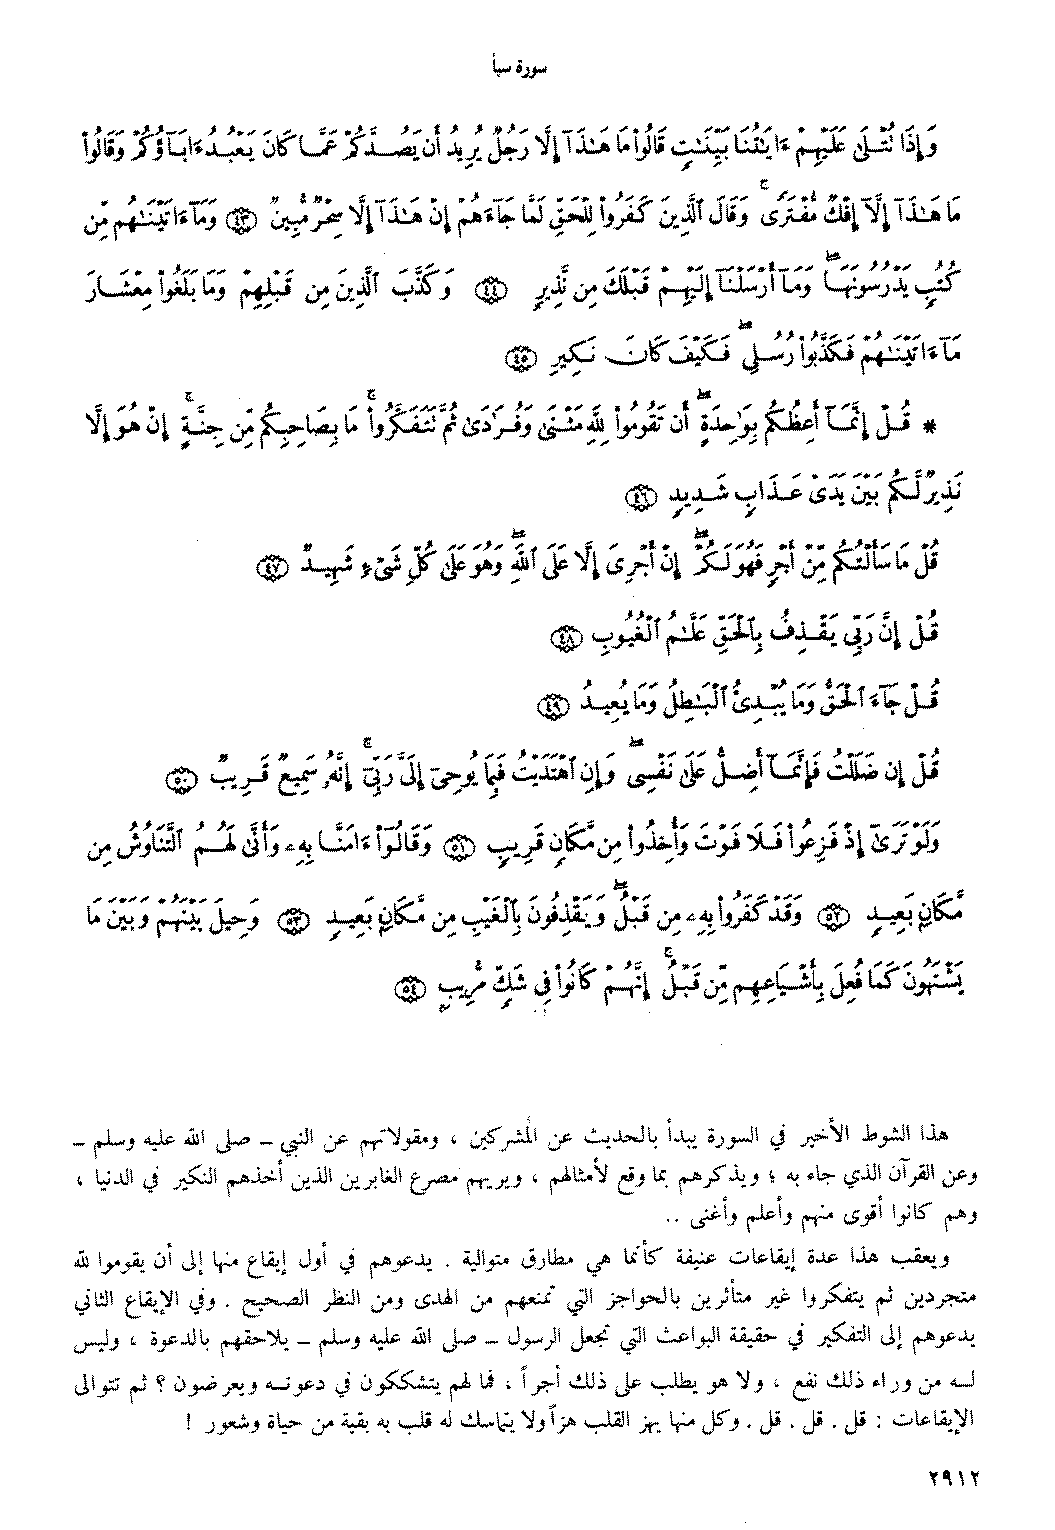 سورة سبأ
وَإِذَا تُتْلَىٰ عَلَيْهِمْ ءَايَٰتُنَا بَيِّنَٰتٍ قَالُوا۟ مَا هَٰذَآ إِلَّا رَجُلٌ يُرِيدُ أَن يَصُدَّكُمْ عَمَّا كَانَ يَعْبُدُ ءَابَآؤُكُمْ وَقَالُوا۟
مَا هَٰذَآ إِلَّآ إِفْكٌ مُّفْتَرًى ۚ وَقَالَ ٱلَّذِينَ كَفَرُوا۟ لِلْحَقِّ لَمَّا جَآءَهُمْ إِنْ هَٰذَآ إِلَّا سِحْرٌ مُّبِينٌ ﴿٤٣﴾ وَمَآ ءَاتَيْنَٰهُم مِّن
كُتُبٍ يَدْرُسُونَهَا ۖ وَمَآ أَرْسَلْنَآ إِلَيْهِمْ قَبْلَكَ مِن نَّذِيرٍ ﴿٤٤﴾ وَكَذَّبَ ٱلَّذِينَ مِن قَبْلِهِمْ وَمَا بَلَغُوا۟ مِعْشَارَ
مَآ ءَاتَيْنَٰهُمْ فَكَذَّبُوا۟ رُسُلِى ۖ فَكَيْفَ كَانَ نَكِيرِ ﴿٤٥﴾
* قُلْ إِنَّمَآ أَعِظُكُم بِوَٰحِدَةٍ ۖ أَن تَقُومُوا۟ لِلَّهِ مَثْنَىٰ وَفُرَٰدَىٰ ثُمَّ تَتَفَكَّرُوا۟ ۚ مَا بِصَاحِبِكُم مِّن جِنَّةٍ ۚ إِنْ هُوَ إِلَّا
نَذِيرٌ لَّكُم بَيْنَ يَدَىْ عَذَابٍ شَدِيدٍ ﴿٤٦﴾
قُلْ مَا سَأَلْتُكُم مِّنْ أَجْرٍ فَهُوَ لَكُمْ ۖ إِنْ أَجْرِىَ إِلَّا عَلَى ٱللَّهِ ۖ وَهُوَ عَلَىٰ كُلِّ شَىْءٍ شَهِيدٌ ﴿٤٧﴾
قُلْ إِنَّ رَبِّى يَقْذِفُ بِٱلْحَقِّ عَلَّٰمُ ٱلْغُيُوبِ ﴿٤٨﴾
قُلْ جَآءَ ٱلْحَقُّ وَمَا يُبْدِئُ ٱلْبَٰطِلُ وَمَا يُعِيدُ ﴿٤٩﴾
قُلْ إِن ضَلَلْتُ فَإِنَّمَآ أَضِلُّ عَلَىٰ نَفْسِى ۖ وَإِنِ ٱهْتَدَيْتُ فَبِمَا يُوحِىٓ إِلَىَّ رَبِّىٓ ۚ إِنَّهُۥ سَمِيعٌ قَرِيبٌ ﴿٥٠﴾
وَلَوْ تَرَىٰٓ إِذْ فَزِعُوا۟ فَلَا فَوْتَ وَأُخِذُوا۟ مِن مَّكَانٍ قَرِيبٍ ﴿٥١﴾ وَقَالُوٓا۟ ءَامَنَّا بِهِۦ وَأَنَّىٰ لَهُمُ ٱلتَّنَاوُشُ مِن
مَّكَانٍۭ بَعِيدٍ ﴿٥٢﴾ وَقَدْ كَفَرُوا۟ بِهِۦ مِن قَبْلُ ۖ وَيَقْذِفُونَ بِٱلْغَيْبِ مِن مَّكَانٍۭ بَعِيدٍ ﴿٥٣﴾ وَحِيلَ بَيْنَهُمْ وَبَيْنَ مَا
يَشْتَهُونَ كَمَا فُعِلَ بِأَشْيَاعِهِم مِّن قَبْلُ ۚ إِنَّهُمْ كَانُوا۟ فِى شَكٍّ مُّرِيبٍۭ ﴿٥٤﴾
هذا الشوط الأخير في السورة يبدأ بالحديث عن المشركين ، ومقولاتهم عن النبي – صلى الله عليه وسلم –
وعن القرآن الذي جاء به ؛ ويذكرهم بما وقع لأمثالهم ، ويريهم مصرع الغابرين الذين أخذهم النكير في الدنيا ،
وهم كانوا أقوى منهم وأعلم وأغنى ..
ويعقب هذا عدة إيقاعات عنيفة كأنما هي مطارق متوالية . يدعوهم في أول إيقاع منها إلى أن يقوموا لله
متجردين ثم يتفكروا غير متأثرين بالحواجز التي تمنعهم من الهدى ومن النظر الصحيح . وفي الإيقاع الثاني
يدعوهم إلى التفكير في حقيقة البواعث التي تجعل الرسول – صلى الله عليه وسلم – يلاحقهم بالدعوة ، وليس
له من وراء ذلك نفع ، ولا هو يطلب على ذلك أجراً ، فما لهم يتشككون في دعوته ويعرضون ؟ ثم تتوالى
الإيقاعات : قل . قل . قل . وكل منها يهز القلب هزاً ولا يتماسك له قلب به بقية من حياة وشعور !
٢٩١٢